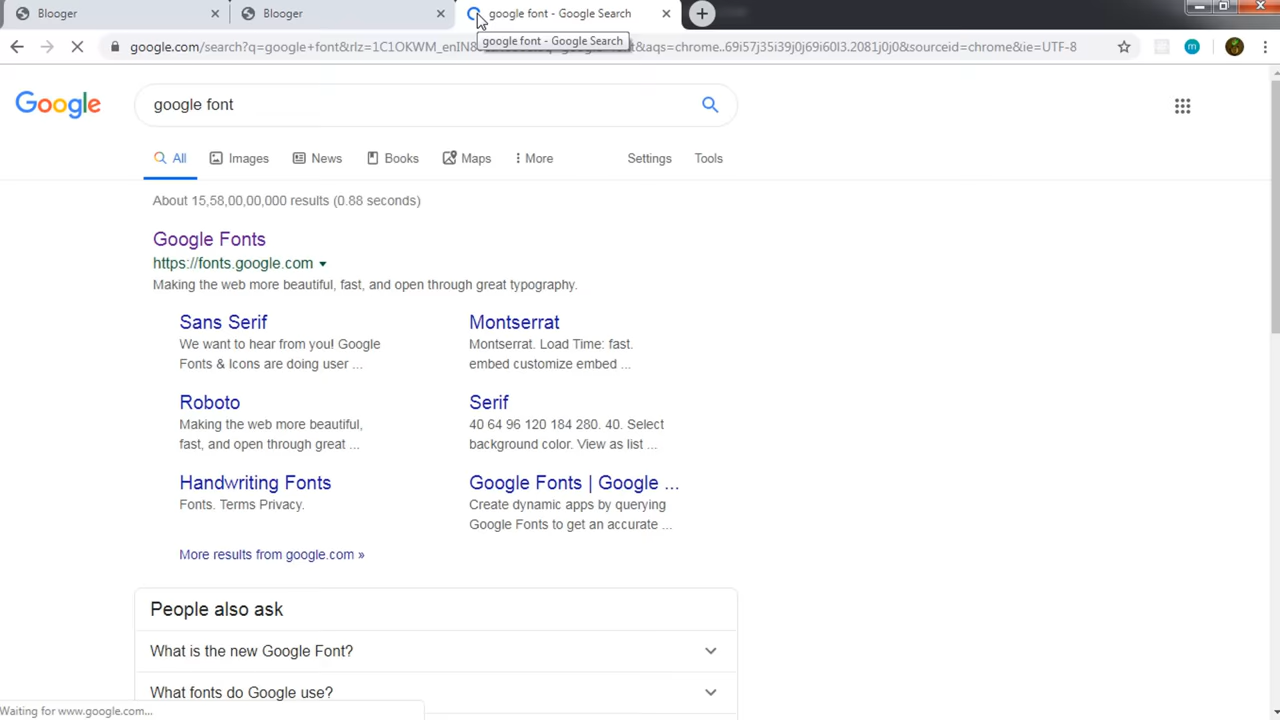 Blooger
Blooger
google font - Google Search
google font - Google Search
google.com/search?q=google+font&rlz=1C1OKWM_enIN8
t&aqs=chrome..69i57j35i39j0j69i60l3.2081j0j0&sourceid=chrome&ie=UTF-8
m
Google
google font
All
Images
News
Books
Maps
More
Settings
Tools
About 15,58,00,00,000 results (0.88 seconds)
Google Fonts
https://fonts.google.com
Making the web more beautiful, fast, and open through great typography.
Sans Serif
We want to hear from you! Google
Fonts & Icons are doing user ...
Montserrat
Montserrat. Load Time: fast.
embed customize embed ...
Roboto
Making the web more beautiful,
fast, and open through great ...
Serif
40 64 96 120 184 280. 40. Select
background color. View as list ...
Handwriting Fonts
Fonts. Terms Privacy.
Google Fonts | Google ...
Create dynamic apps by querying
Google Fonts to get an accurate ...
More results from google.com »
People also ask
What is the new Google Font?
What fonts do Google use?
Waiting for www.google.com...